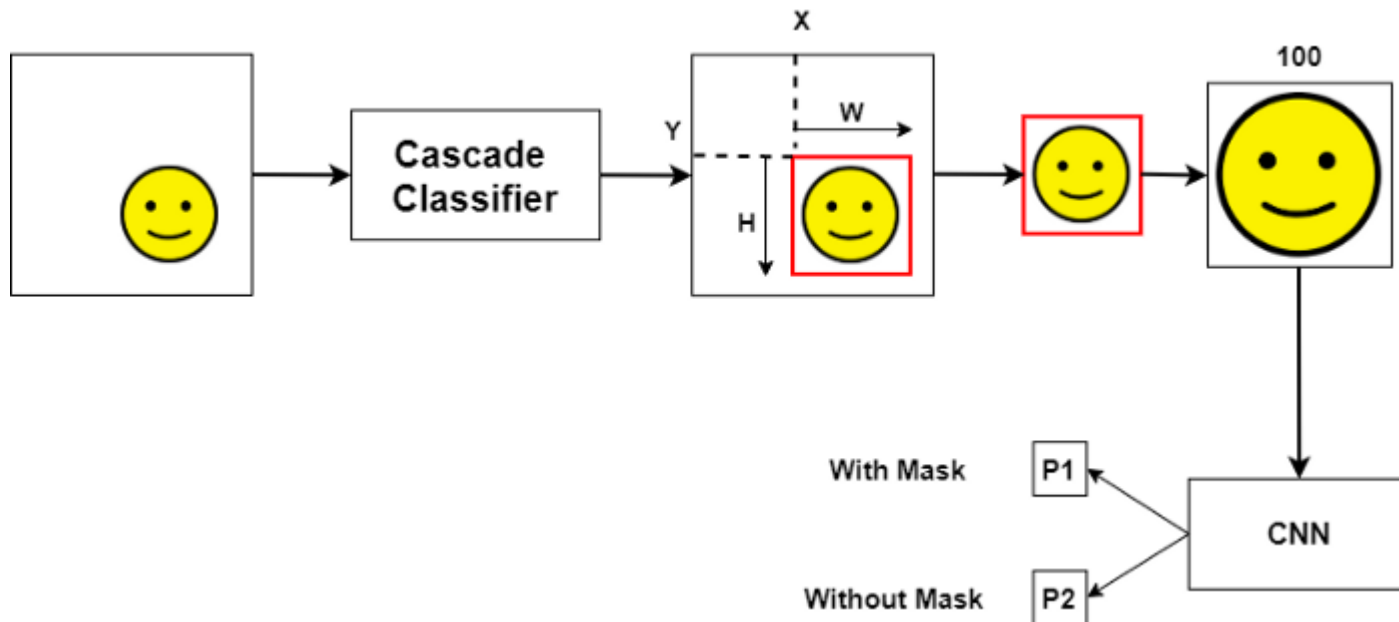 X
100
W
Y
Cascade
Classifier
H
With Mask
P1
CNN
Without Mask
P2